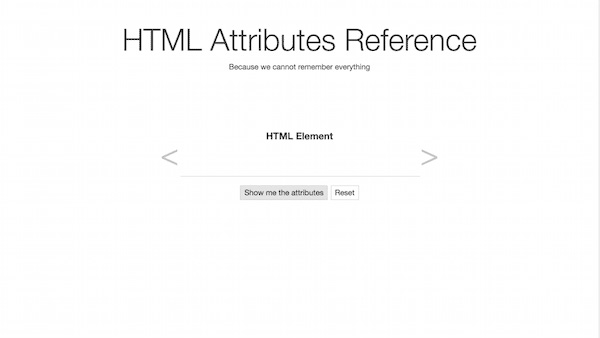 HTML Attributes Reference
Because we cannot remember everything
HTML Element
< >
Show me the attributes Reset